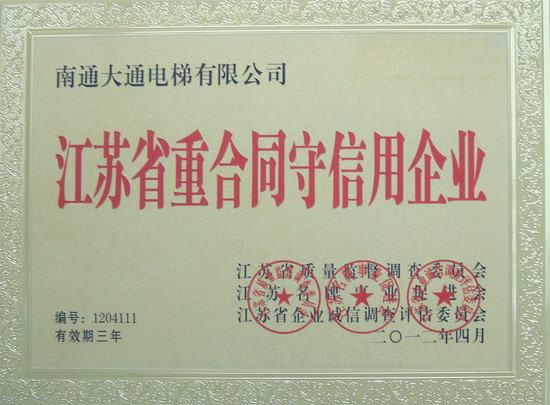 南通大通电梯有限公司
江苏省重合同守信用企业
江苏省质量监督调查委员会
江苏名牌事业促进会
江苏省企业诚信调查评估委员会
二〇一二年四月
编号：1204111
有效期三年